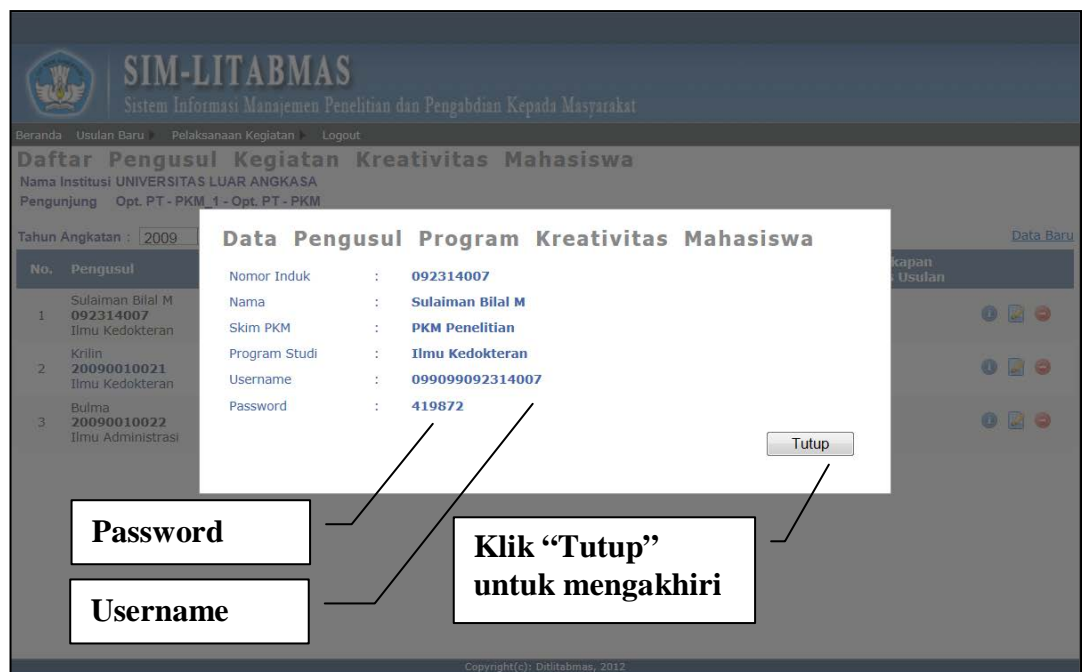 SIM-LITABMAS
Sistem Informasi Manajemen Penelitian dan Pengabdian Kepada Masyarakat
Beranda Usulan Baru Pelaksanaan Kegiatan Logout
Daftar Pengusul Kegiatan Kreativitas Mahasiswa
Nama Institusi UNIVERSITAS LUAR ANGKASA
Pengunjung Opt. PT - PKM_1 - Opt. PT - PKM
Tahun Angkatan : 2009
Data Baru
No. Pengusul
kapan
Usulan
1 Sulaiman Bilal M
092314007
Ilmu Kedokteran
2 Krilin
20090010021
Ilmu Kedokteran
3 Bulma
20090010022
Ilmu Administrasi
Data Pengusul Program Kreativitas Mahasiswa
Nomor Induk : 092314007
Nama : Sulaiman Bilal M
Skim PKM : PKM Penelitian
Program Studi : Ilmu Kedokteran
Username : 099099092314007
Password : 419872
Tutup
Password
Username
Klik “Tutup”
untuk mengakhiri
Copyright(c): Ditlitabmas, 2012